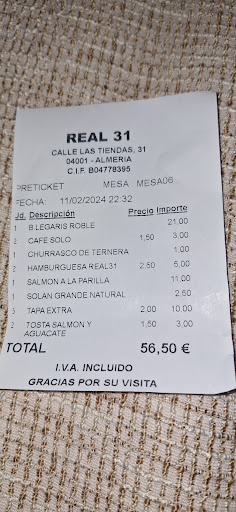 REAL 31
CALLE LAS TIENDAS, 31
04001 - ALMERIA
C.I.F. B04778395
PRETICKET MESA MESA06
FECHA: 11/02/2024 22:32
Jd. Descripción Precio Importe
1 B.LEGARIS ROBLE 21,00
2 CAFE SOLO 1,50 3,00
1 CHURRASCO DE TERNERA 1,00
2 HAMBURGUESA REAL31 2,50 5,00
1 SALMON A LA PARILLA 11,00
1 SOLAN GRANDE NATURAL 2,50
TAPA EXTRA 2,00 10,00
2 TOSTA SALMON Y 1,50 3,00
AGUACATE
TOTAL 56,50 €
I.V.A. INCLUIDO
GRACIAS POR SU VISITA